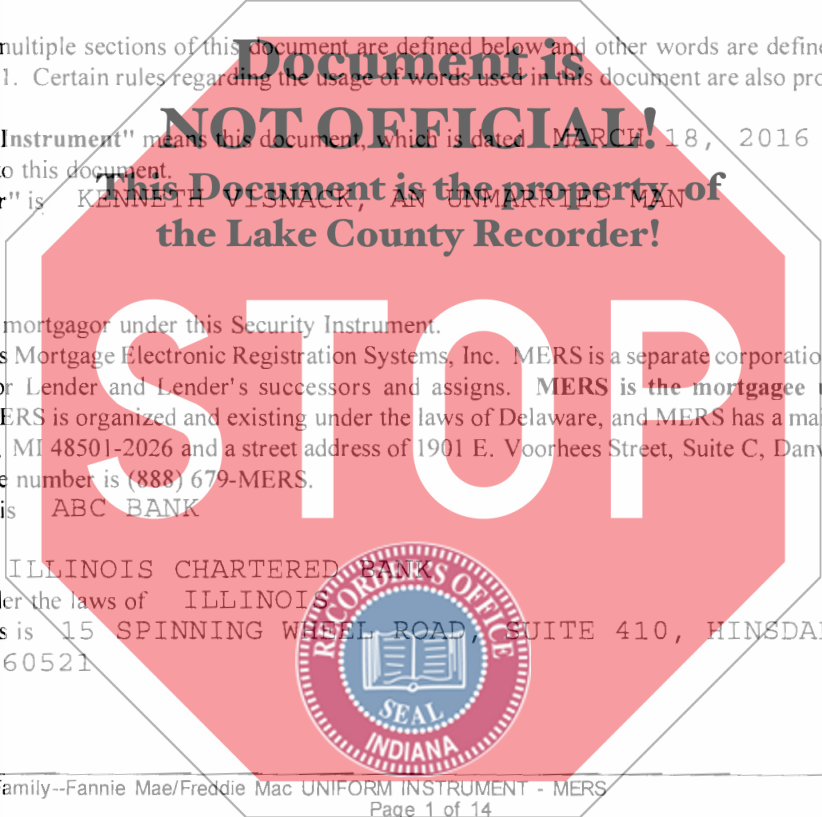 multiple sections of this document are defined below and other words are define
Document is
1. Certain rules regarding the usage of words used in this document are also pro
NOT OFFICIAL!
Instrument" means this document, which is dated MARCH 18, 2016
o this document.
This Document is the property of
r" is KENNETH VISNACK, AN UNMARRIED MAN
the Lake County Recorder!
mortgagor under this Security Instrument.
s Mortgage Electronic Registration Systems, Inc. MERS is a separate corporatio
or Lender and Lender's successors and assigns. MERS is the mortgagee u
ERS is organized and existing under the laws of Delaware, and MERS has a mai
, MI 48501-2026 and a street address of 1901 E. Voorhees Street, Suite C, Danv
e number is (888) 679-MERS.
is ABC BANK
STOP
ILLINOIS CHARTERED BANK
er the laws of ILLINOIS
s is 15 SPINNING WHEEL ROAD, SUITE 410, HINSDAL
60521
RECORDER'S OFFICE
SEAL
INDIANA
Family--Fannie Mae/Freddie Mac UNIFORM INSTRUMENT - MERS
Page 1 of 14